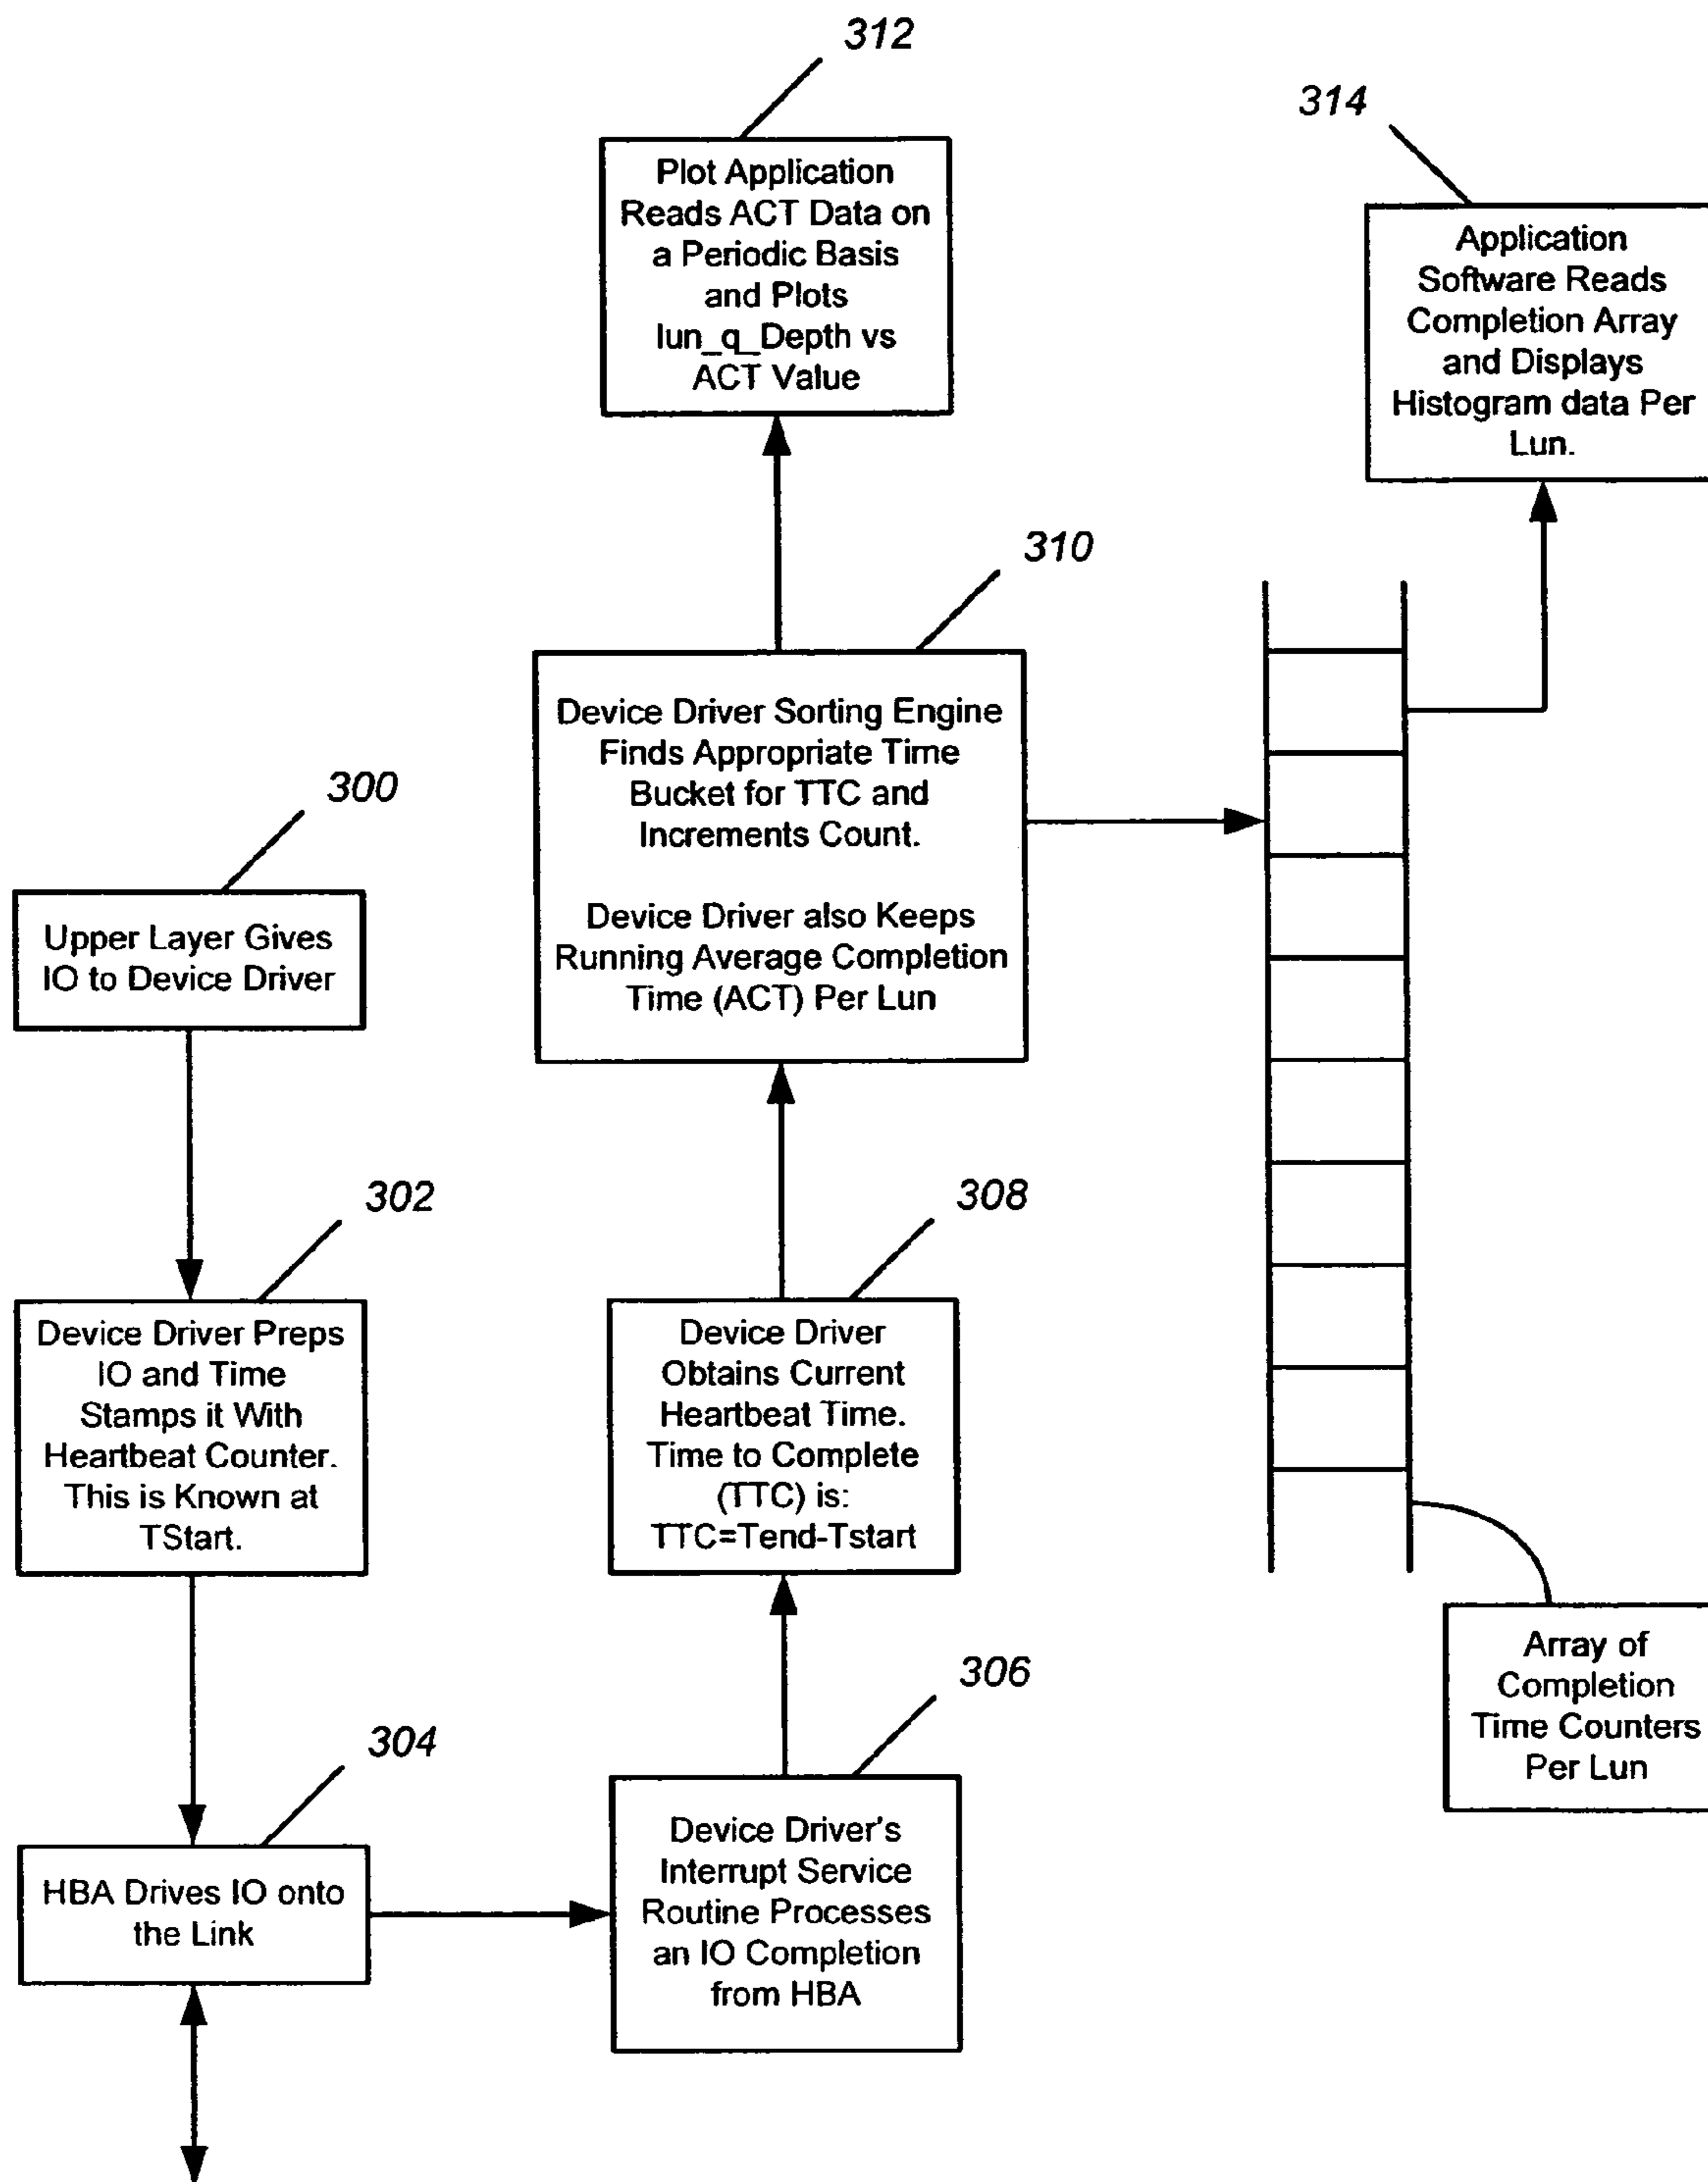 312
Plot Application
Reads ACT Data on
a Periodic Basis
and Plots
lun_q_Depth vs
ACT Value
314
Application
Software Reads
Completion Array
and Displays
Histogram data Per
Lun.
310
Device Driver Sorting Engine
Finds Appropriate Time
Bucket for TTC and
Increments Count.
Device Driver also Keeps
Running Average Completion
Time (ACT) Per Lun
300
Upper Layer Gives
IO to Device Driver
302
Device Driver Preps
IO and Time
Stamps it With
Heartbeat Counter.
This is Known at
TStart.
308
Device Driver
Obtains Current
Heartbeat Time.
Time to Complete
(TTC) is:
TTC=Tend-Tstart
304
HBA Drives IO onto
the Link
306
Device Driver's
Interrupt Service
Routine Processes
an IO Completion
from HBA
Array of
Completion
Time Counters
Per Lun